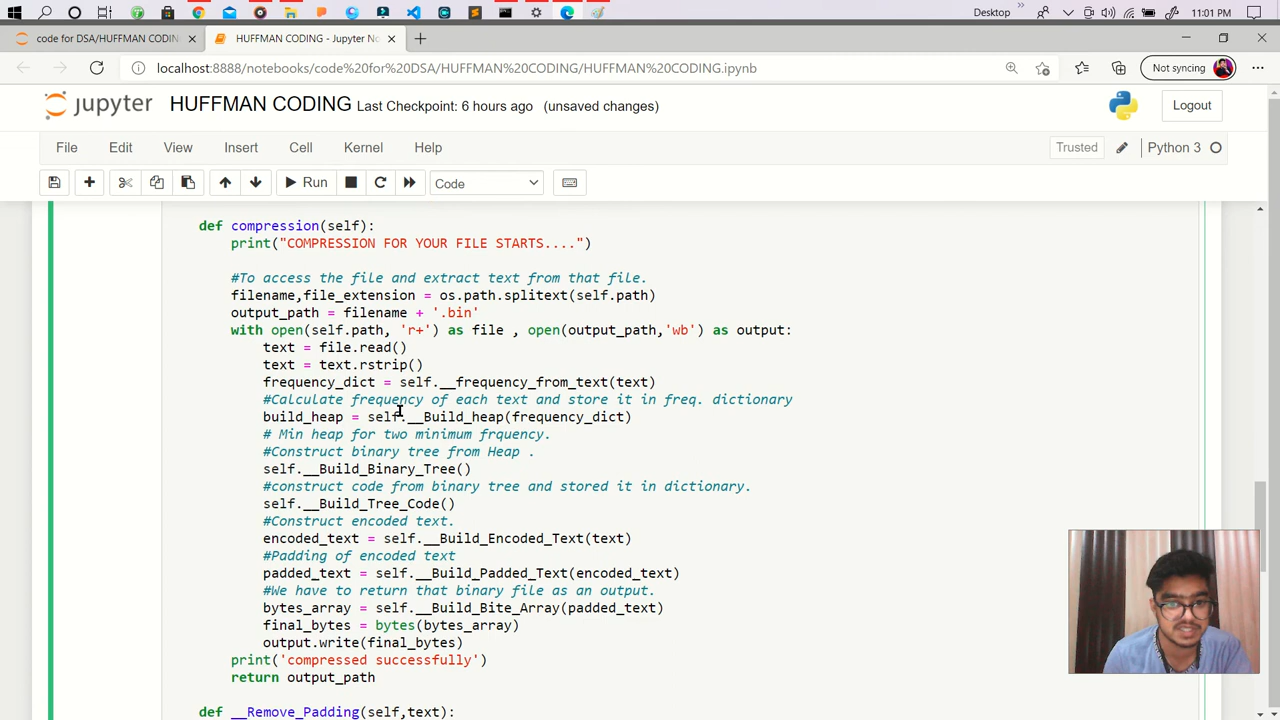 Desktop
11:01 PM
code for DSA/HUFFMAN CODING
HUFFMAN CODING - Jupyter No
localhost:8888/notebooks/code%20for%20DSA/HUFFMAN%20CODING/HUFFMAN%20CODING.ipynb
Not syncing
jupyter HUFFMAN CODING Last Checkpoint: 6 hours ago (unsaved changes)
Logout
File Edit View Insert Cell Kernel Help
Trusted Python 3
Run Code
def compression(self):
print("COMPRESSION FOR YOUR FILE STARTS....")
#To access the file and extract text from that file.
filename,file_extension = os.path.splitext(self.path)
output_path = filename + '.bin'
with open(self.path, 'r+') as file , open(output_path,'wb') as output:
text = file.read()
text = text.rstrip()
frequency_dict = self.__frequency_from_text(text)
#Calculate frequency of each text and store it in freq. dictionary
build_heap = self.__Build_heap(frequency_dict)
# Min heap for two minimum frquency.
#Construct binary tree from Heap .
self.__Build_Binary_Tree()
#construct code from binary tree and stored it in dictionary.
self.__Build_Tree_Code()
#Construct encoded text.
encoded_text = self.__Build_Encoded_Text(text)
#Padding of encoded text
padded_text = self.__Build_Padded_Text(encoded_text)
#We have to return that binary file as an output.
bytes_array = self.__Build_Bite_Array(padded_text)
final_bytes = bytes(bytes_array)
output.write(final_bytes)
print('compressed successfully')
return output_path
def __Remove_Padding(self,text):